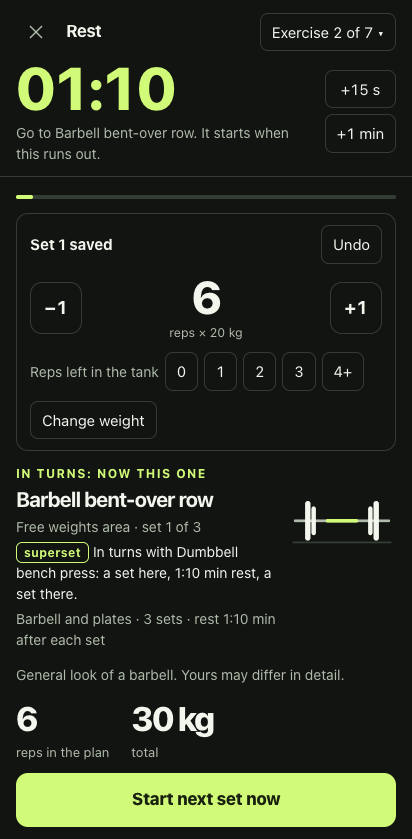 Rest
Exercise 2 of 7 ▾
01:10
+15 s
Go to Barbell bent-over row. It starts when
this runs out.
+1 min
Set 1 saved
Undo
−1
6
+1
reps × 20 kg
Reps left in the tank
0
1
2
3
4+
Change weight
IN TURNS: NOW THIS ONE
Barbell bent-over row
Free weights area · set 1 of 3
superset In turns with Dumbbell
bench press: a set here, 1:10 min rest, a
set there.
Barbell and plates · 3 sets · rest 1:10 min
after each set
General look of a barbell. Yours may differ in detail.
6
30 kg
reps in the plan
total
Start next set now